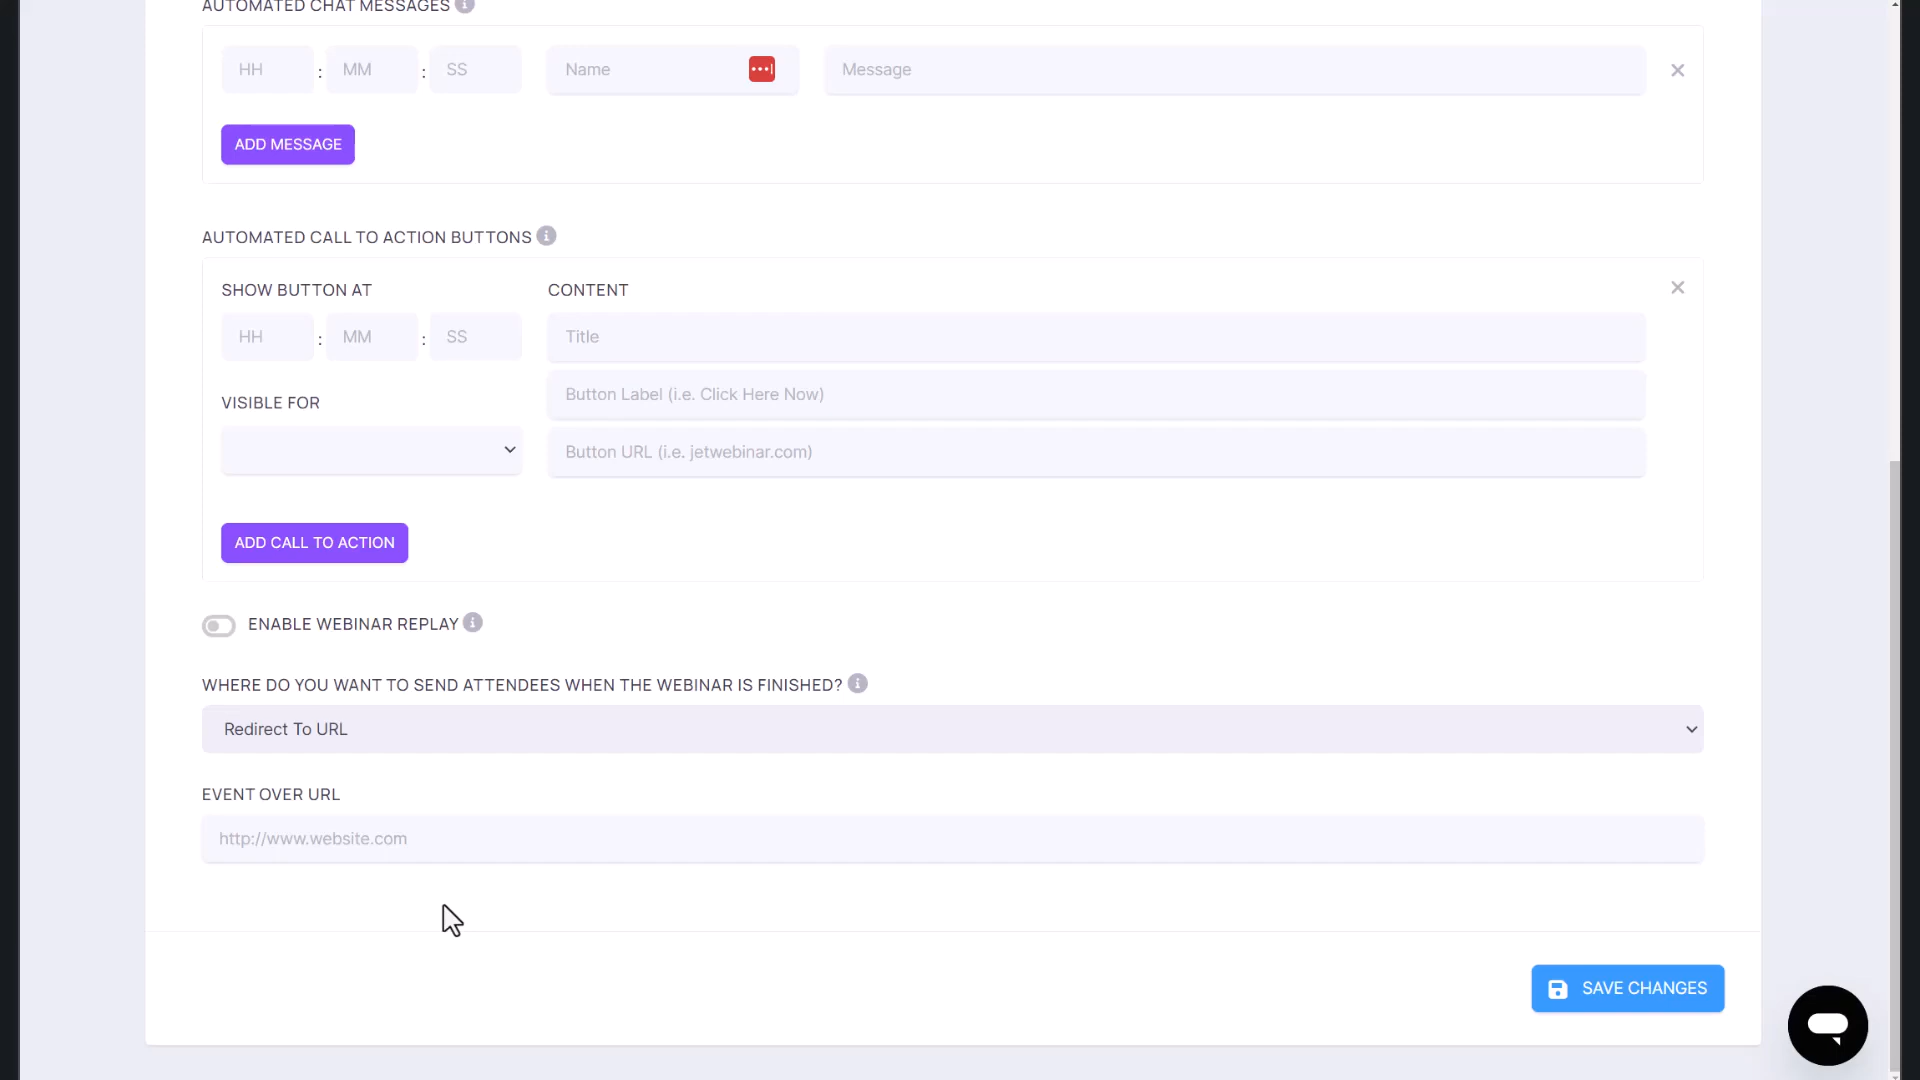 AUTOMATED CHAT MESSAGES
HH : MM : SS Name Message
ADD MESSAGE
AUTOMATED CALL TO ACTION BUTTONS
SHOW BUTTON AT CONTENT
HH : MM : SS Title
Button Label (i.e. Click Here Now)
VISIBLE FOR
Button URL (i.e. jetwebinar.com)
ADD CALL TO ACTION
ENABLE WEBINAR REPLAY
WHERE DO YOU WANT TO SEND ATTENDEES WHEN THE WEBINAR IS FINISHED?
Redirect To URL
EVENT OVER URL
http://www.website.com
SAVE CHANGES